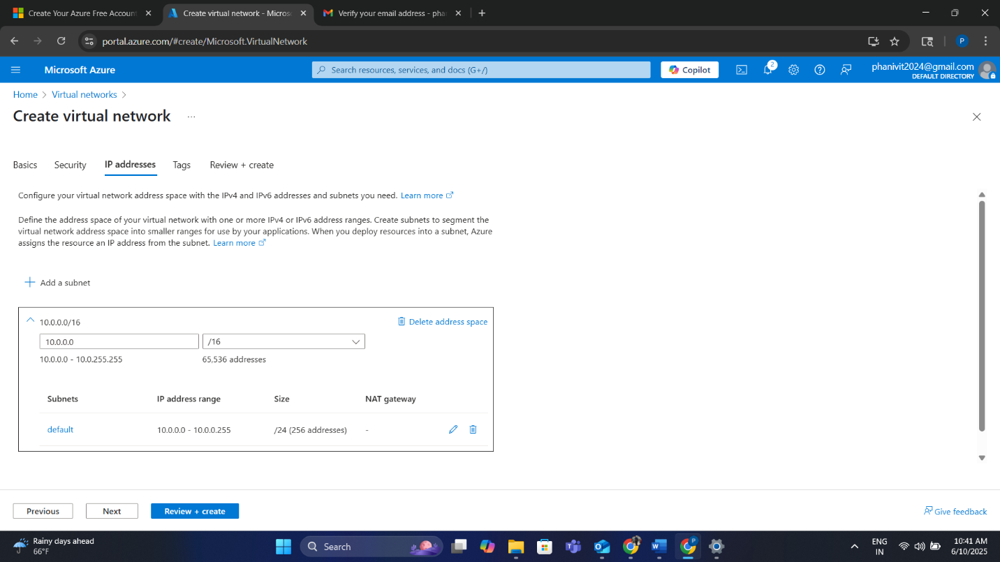 Create Your Azure Free Accoun
Create virtual network - Micros
Verify your email address - pha
portal.azure.com/#create/Microsoft.VirtualNetwork
P
Microsoft Azure
Search resources, services, and docs (G+/)
Copilot
2
phanivit2024@gmail.com
DEFAULT DIRECTORY
Home > Virtual networks >
Create virtual network ...
Basics Security IP addresses Tags Review + create
Configure your virtual network address space with the IPv4 and IPv6 addresses and subnets you need. Learn more
Define the address space of your virtual network with one or more IPv4 or IPv6 address ranges. Create subnets to segment the
virtual network address space into smaller ranges for use by your applications. When you deploy resources into a subnet, Azure
assigns the resource an IP address from the subnet. Learn more
+ Add a subnet
10.0.0.0/16 Delete address space
10.0.0.0 /16
10.0.0.0 - 10.0.255.255 65,536 addresses
Subnets IP address range Size NAT gateway
default 10.0.0.0 - 10.0.0.255 /24 (256 addresses) -
Previous Next Review + create Give feedback
Rainy days ahead
66°F
Search
ENG
IN
10:41 AM
6/10/2025